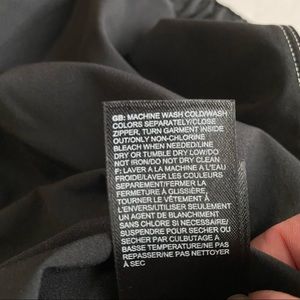 GB: MACHINE WASH COLD/WASH
COLORS SEPARATELY/CLOSE
ZIPPER, TURN GARMENT INSIDE
OUT/ONLY NON-CHLORINE
BLEACH WHEN NEEDED/LINE
DRY OR TUMBLE DRY LOW/DO
NOT IRON/DO NOT DRY CLEAN
F: LAVER A LA MACHINE A L'EAU
FROIDE/LAVER LES COULEURS
SEPAREMENT/FERMER LA
FERMETURE À GLISSIÈRE,
TOURNER LE VÊTEMENT À
L'ENVERS/UTILISER SEULEMENT
UN AGENT DE BLANCHIMENT
SANS CHLORE SI NECESSAIRE/
SUSPENDRE POUR SECHER OU
SECHER PAR CULBUTAGE A
BASSE TEMPERATURE/NE PAS
REPASSER/NE PAS NETTOYER
À SEC